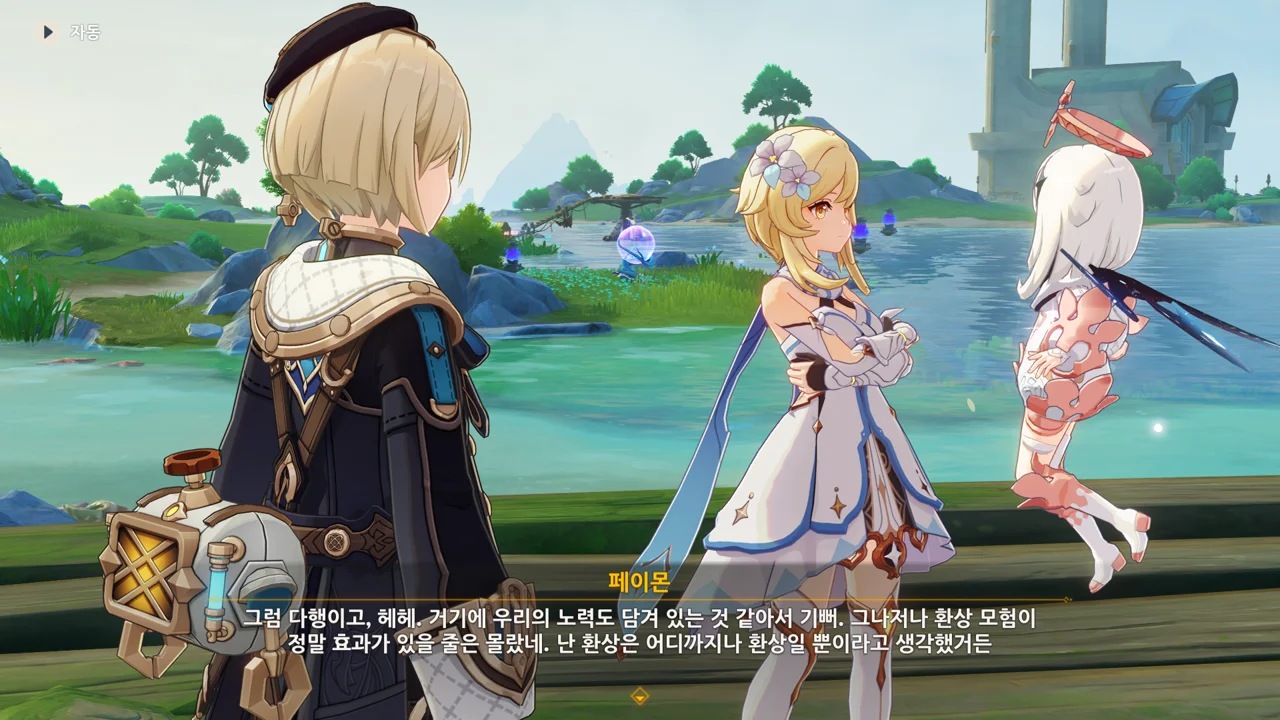 자동
페이몬
그럼 다행이고, 헤헤. 거기에 우리의 노력도 담겨 있는 것 같아서 기뻐. 그나저나 환상 모험이
정말 효과가 있을 줄은 몰랐네. 난 환상은 어디까지나 환상일 뿐이라고 생각했거든